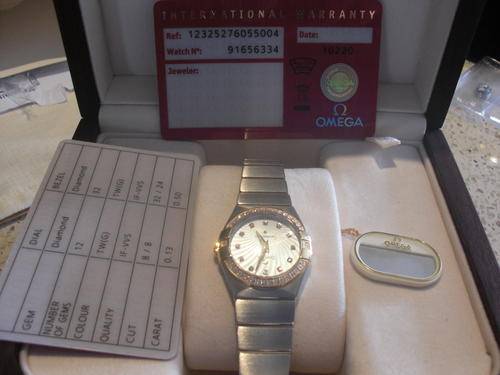 INTERNATIONAL WARRANTY
Ref: 12325276055004
Date:
Watch Nº: 91656334
10220
Jeweler:
Ω
OMEGA
GEM DIAL BEZEL
NUMBER OF GEMS Diamond Diamond
COLOUR 12 32
QUALITY TW(G) TW(G)
CUT IF-VVS IF-VVS
CARAT 8 / 8 32 / 24
0.13 0.50
OMEGA